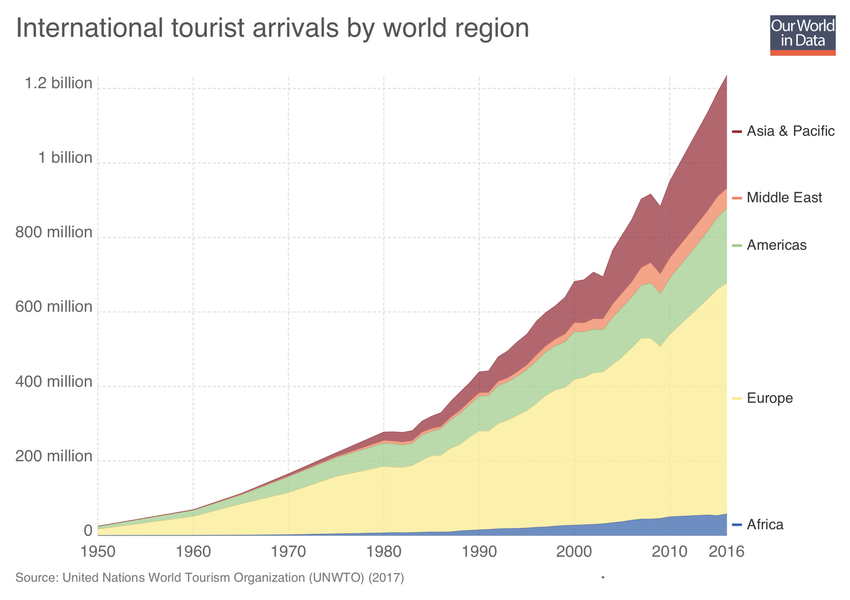 International tourist arrivals by world region
Our World
in Data
1.2 billion
1 billion
800 million
600 million
400 million
200 million
0
Asia & Pacific
Middle East
Americas
Europe
Africa
1950
1960
1970
1980
1990
2000
2010
2016
Source: United Nations World Tourism Organization (UNWTO) (2017)